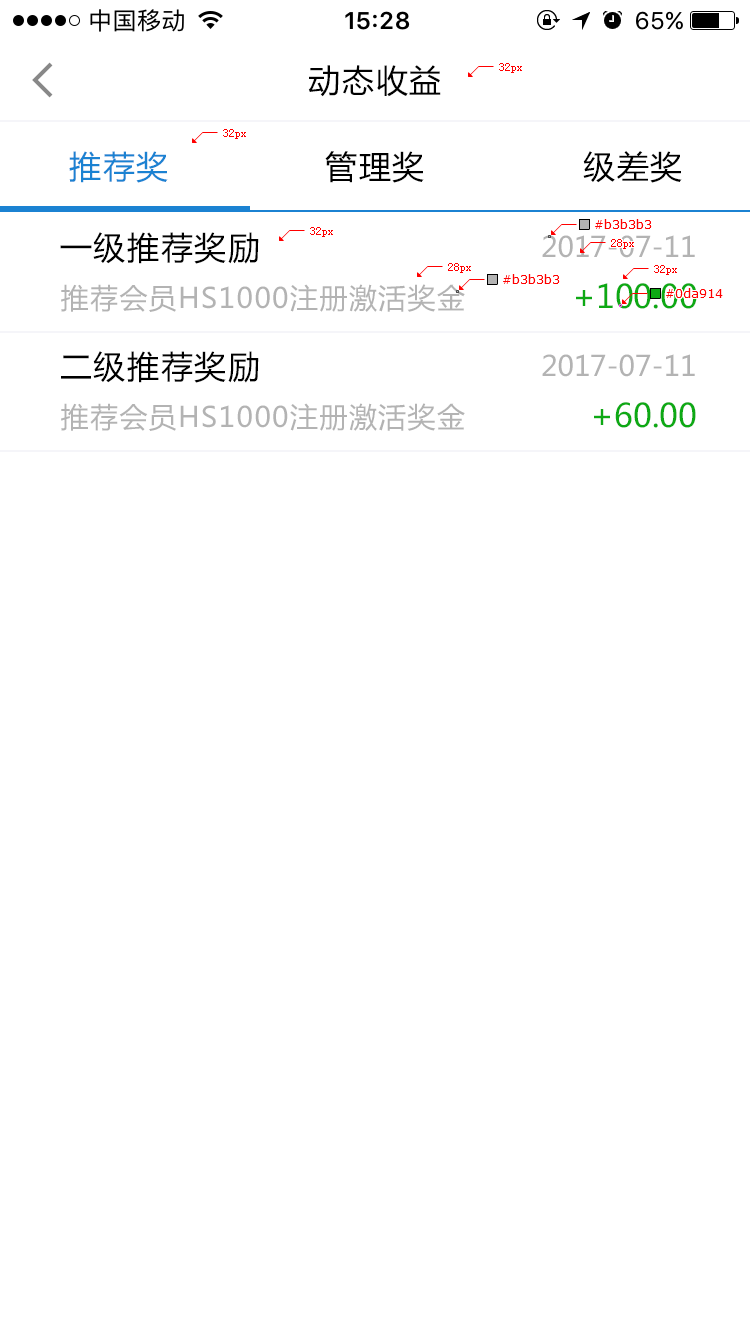 中国移动 15:28 65%
动态收益 32px
推荐奖 32px 管理奖 级差奖
一级推荐奖励 32px 2017-07-11 #b3b3b3 28px
推荐会员HS1000注册激活奖金 28px #b3b3b3 +100.00 32px #0da914
二级推荐奖励 2017-07-11
推荐会员HS1000注册激活奖金 +60.00